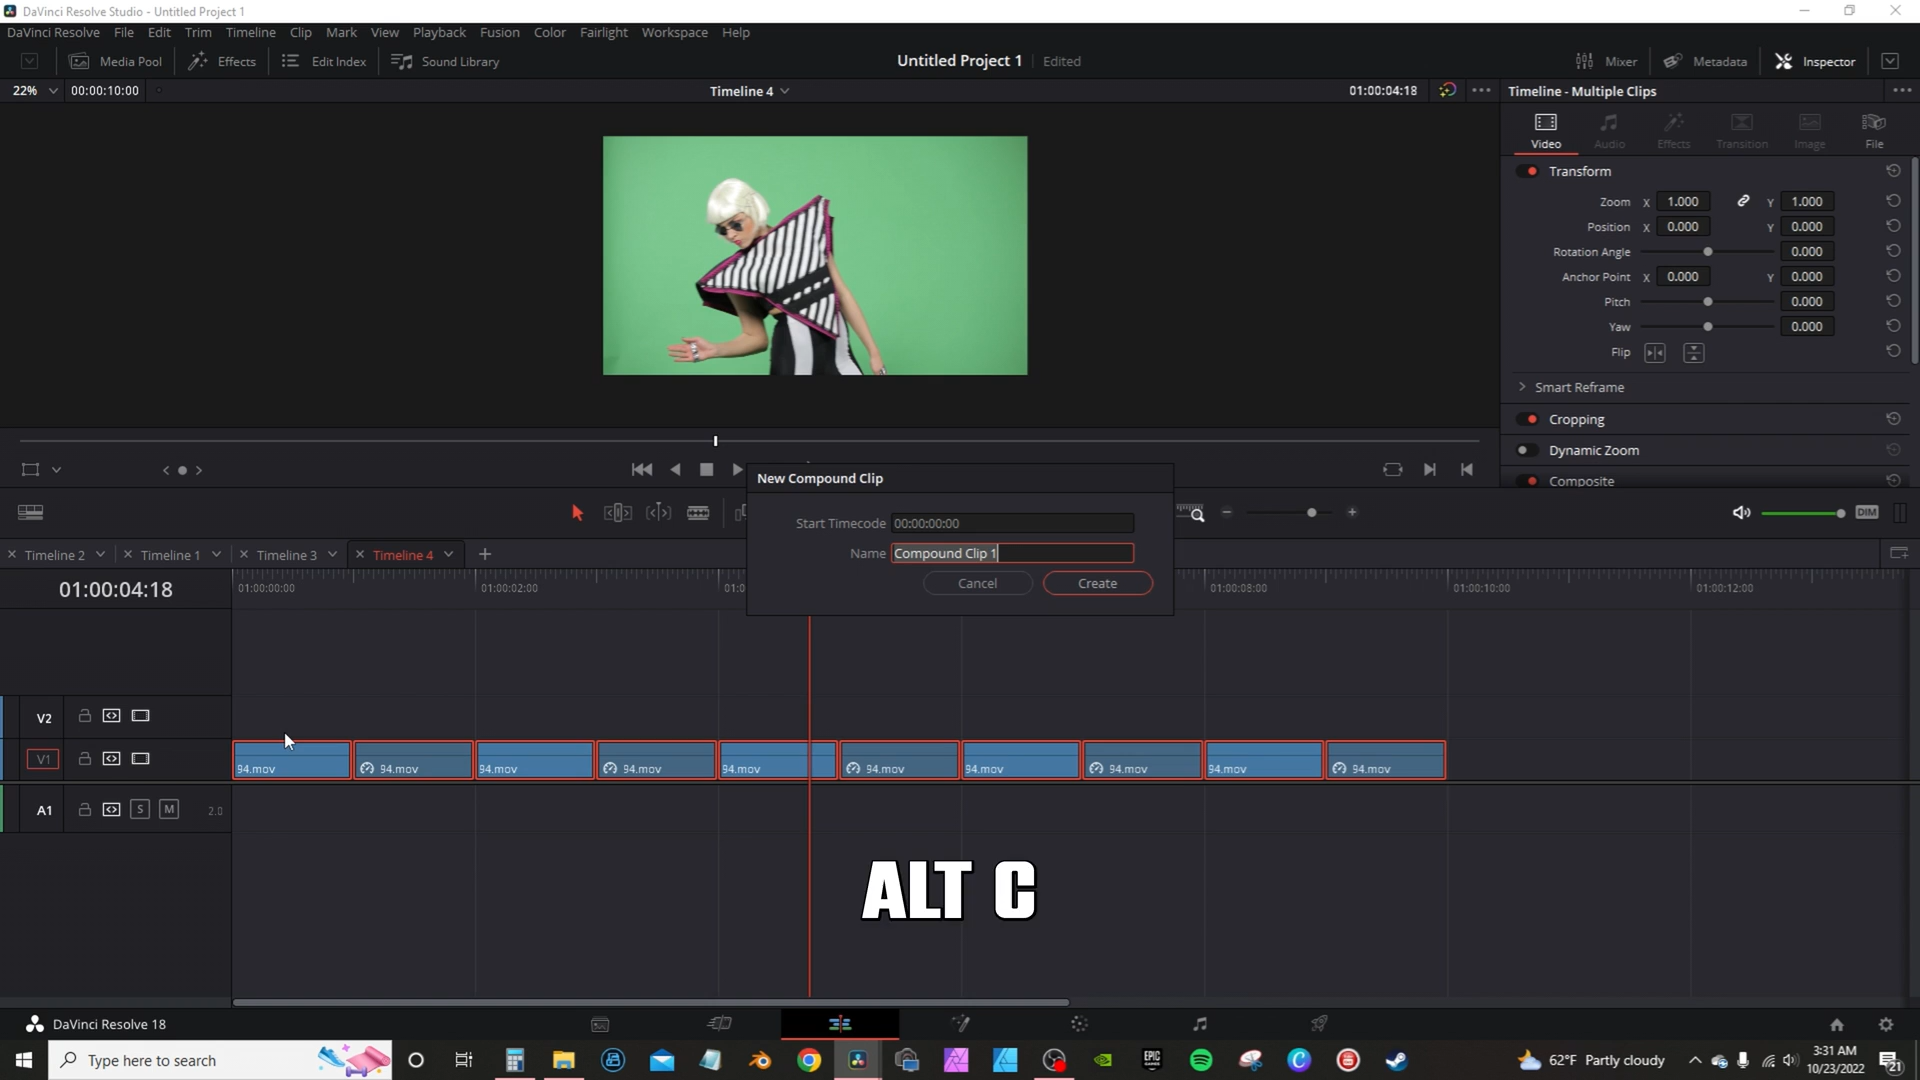 DaVinci Resolve Studio - Untitled Project 1
DaVinci Resolve File Edit Trim Timeline Clip Mark View Playback Fusion Color Fairlight Workspace Help
Media Pool Effects Edit Index Sound Library Untitled Project 1 Edited Mixer Metadata Inspector
22% 00:00:10:00 Timeline 4 01:00:04:18 Timeline - Multiple Clips
Video Audio Effects Transition Image File
Transform
Zoom X 1.000 Y 1.000
Position X 0.000 Y 0.000
Rotation Angle 0.000
Anchor Point X 0.000 Y 0.000
Pitch 0.000
Yaw 0.000
Flip
Smart Reframe
Cropping
Dynamic Zoom
Composite
New Compound Clip
Start Timecode 00:00:00:00
Name Compound Clip 1
Cancel Create
DIM
Timeline 2 Timeline 1 Timeline 3 Timeline 4
01:00:04:18 01:00:00:00 01:00:02:00 01:0 01:00:08:00 01:00:10:00 01:00:12:00
V2
V1 94.mov 94.mov 94.mov 94.mov 94.mov 94.mov 94.mov 94.mov 94.mov 94.mov
A1 S M 2.0
ALT C
DaVinci Resolve 18
Type here to search EPIC GAMES 62°F Partly cloudy 3:31 AM
10/23/2022 21